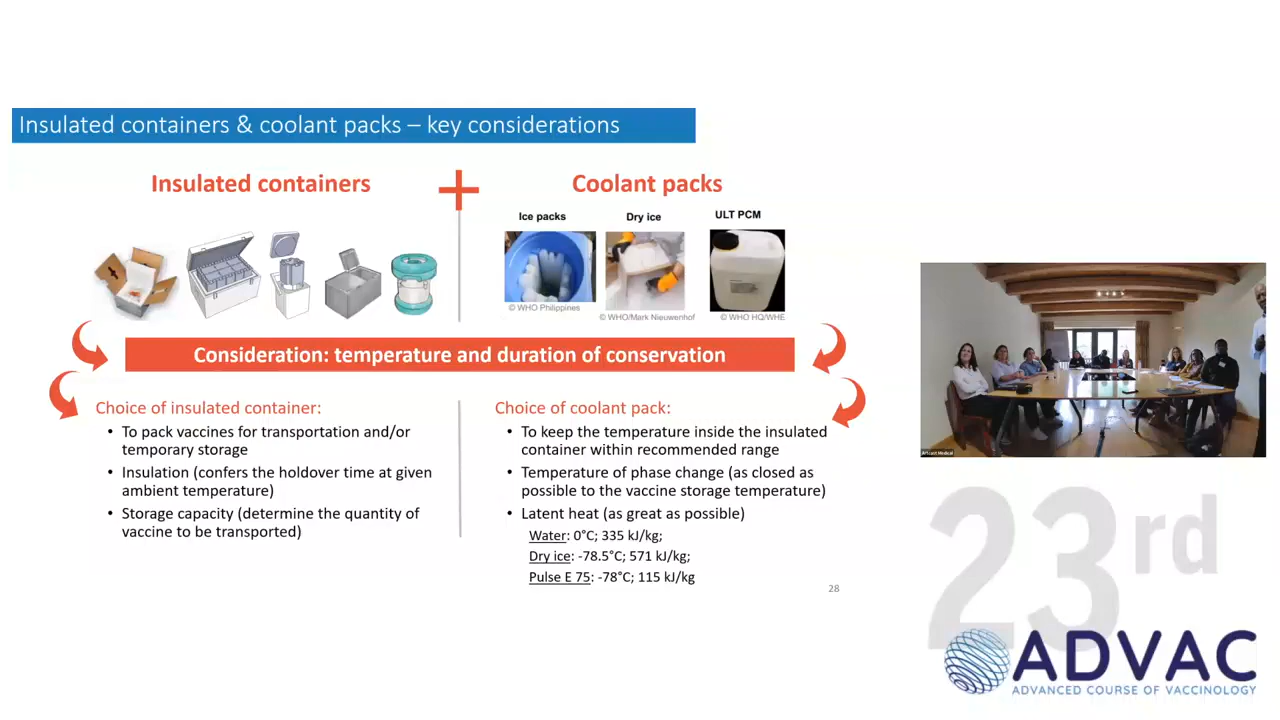 Insulated containers & coolant packs – key considerations
Insulated containers
Coolant packs
Ice packs
Dry ice
ULT PCM
© WHO Philippines
© WHO/Mark Nieuwenhof
© WHO HQ/WHE
Consideration: temperature and duration of conservation
Choice of insulated container:
• To pack vaccines for transportation and/or
temporary storage
• Insulation (confers the holdover time at given
ambient temperature)
• Storage capacity (determine the quantity of
vaccine to be transported)
Choice of coolant pack:
• To keep the temperature inside the insulated
container within recommended range
• Temperature of phase change (as closed as
possible to the vaccine storage temperature)
• Latent heat (as great as possible)
Water: 0°C; 335 kJ/kg;
Dry ice: -78.5°C; 571 kJ/kg;
Pulse E 75: -78°C; 115 kJ/kg
28
Artcast Medical
23rd
ADVAC
ADVANCED COURSE OF VACCINOLOGY